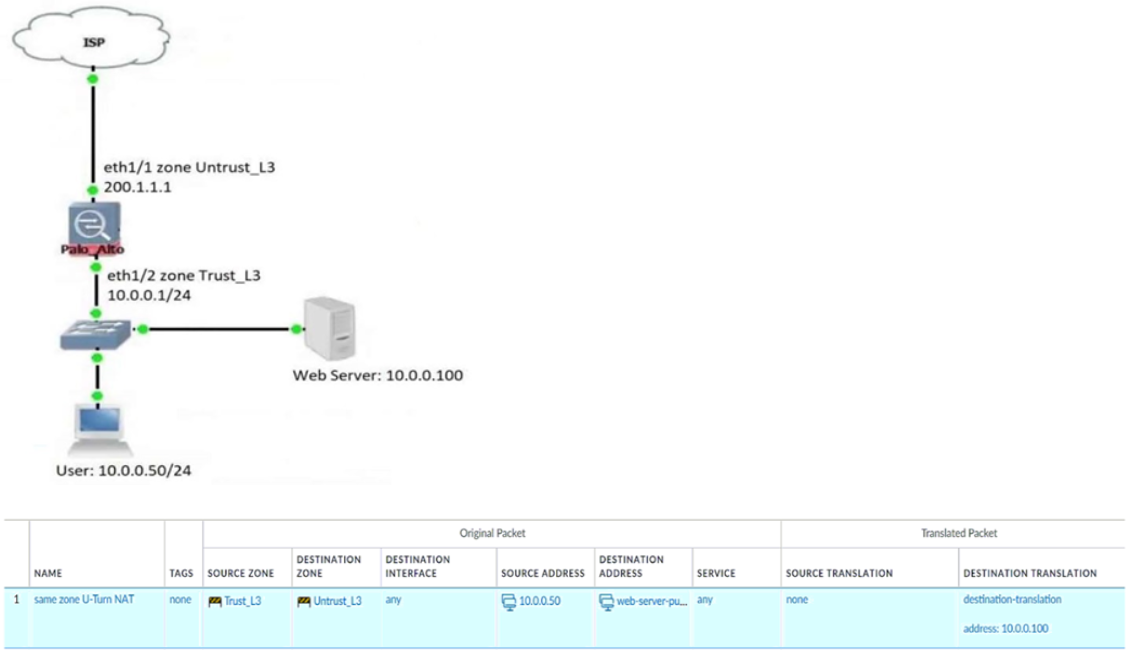 ISP
eth1/1 zone Untrust_L3
200.1.1.1
Palo_Alto
eth1/2 zone Trust_L3
10.0.0.1/24
Web Server: 10.0.0.100
User: 10.0.0.50/24
Original Packet Translated Packet
NAME TAGS SOURCE ZONE DESTINATION ZONE DESTINATION INTERFACE SOURCE ADDRESS DESTINATION ADDRESS SERVICE SOURCE TRANSLATION DESTINATION TRANSLATION
1 same zone U-Turn NAT none Trust_L3 Untrust_L3 any 10.0.0.50 web-server-pu... any none destination-translation
address: 10.0.0.100